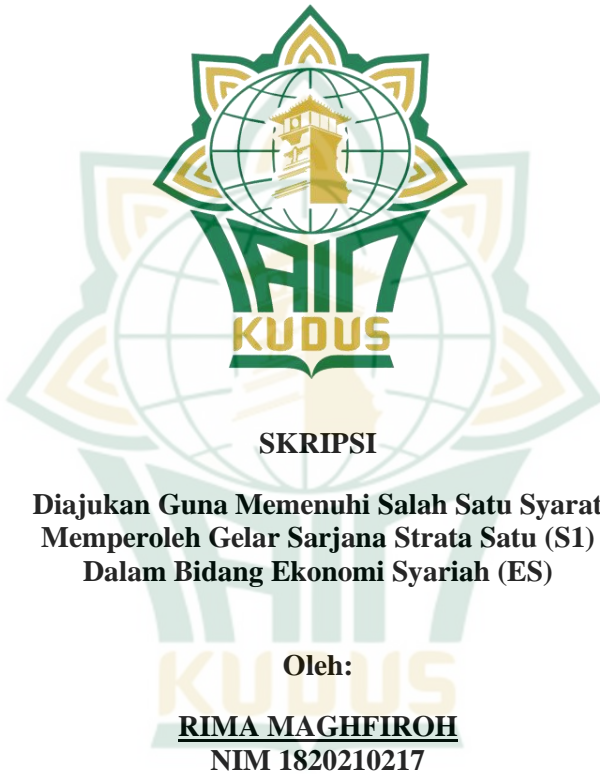 IAIN
KUDUS
SKRIPSI
Diajukan Guna Memenuhi Salah Satu Syarat
Memperoleh Gelar Sarjana Strata Satu (S1)
Dalam Bidang Ekonomi Syariah (ES)
Oleh:
RIMA MAGHFIROH
NIM 1820210217